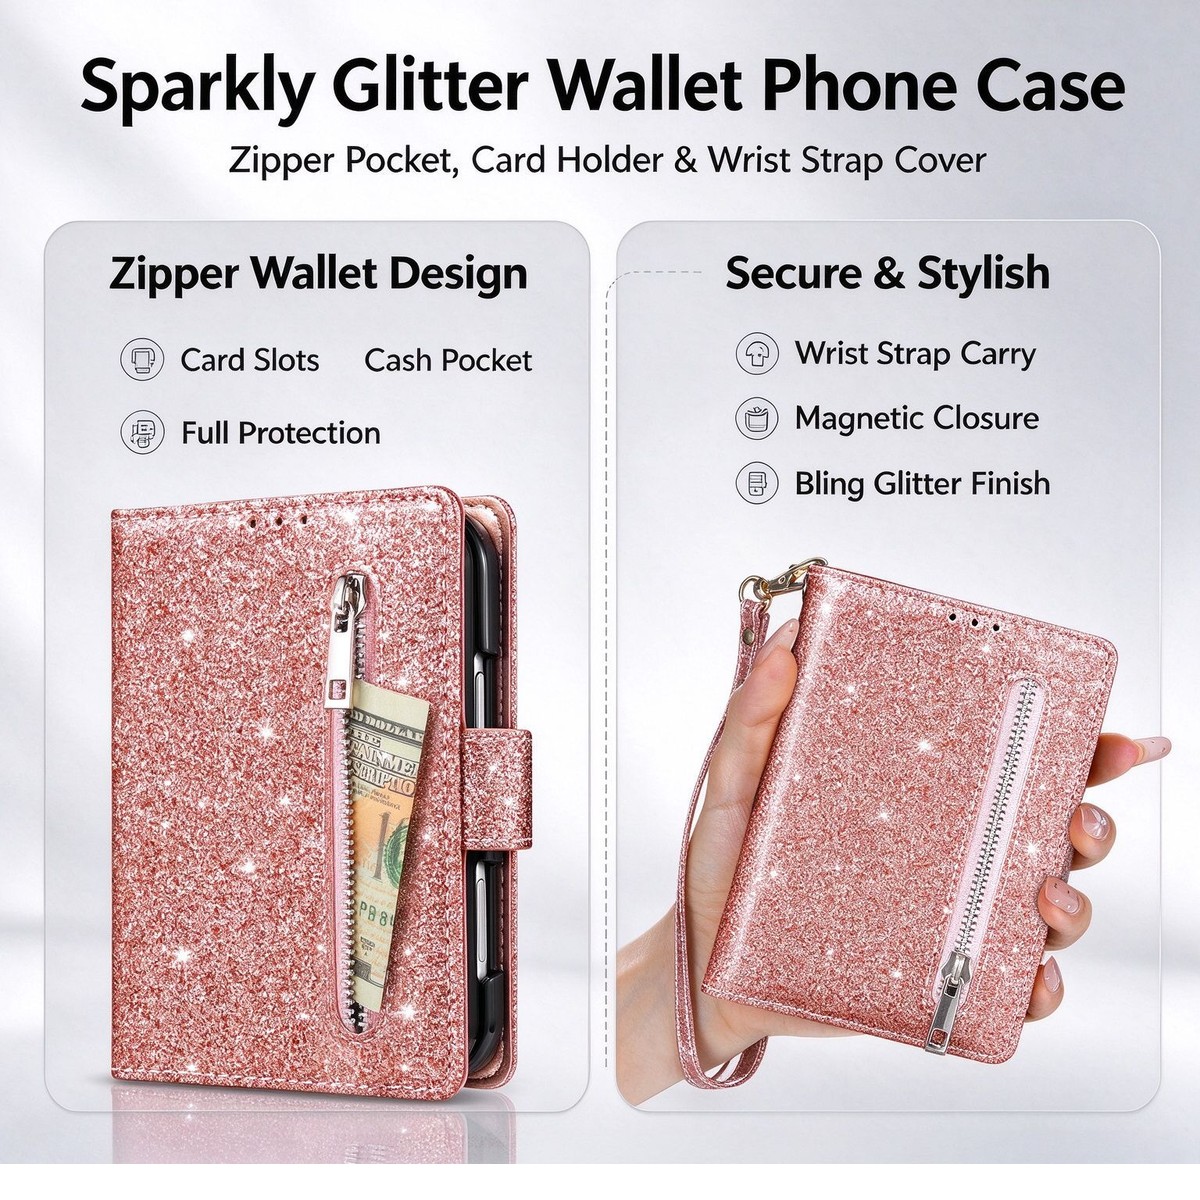 Sparkly Glitter Wallet Phone Case
Zipper Pocket, Card Holder & Wrist Strap Cover
Zipper Wallet Design
Card Slots Cash Pocket
Full Protection
Secure & Stylish
Wrist Strap Carry
Magnetic Closure
Bling Glitter Finish